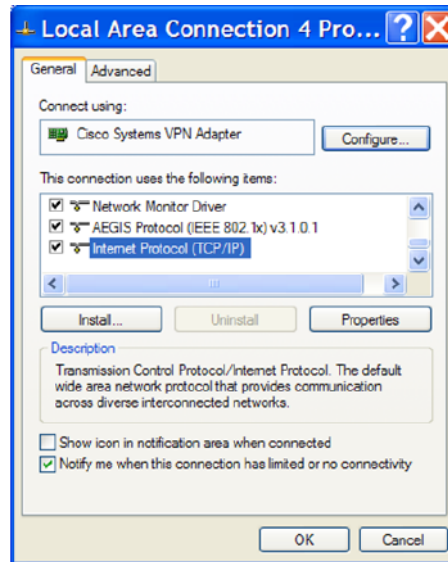 Local Area Connection 4 Pro...
General Advanced
Connect using:
Cisco Systems VPN Adapter Configure...
This connection uses the following items:
Network Monitor Driver
AEGIS Protocol (IEEE 802.1x) v3.1.0.1
Internet Protocol (TCP/IP)
Install... Uninstall Properties
Description
Transmission Control Protocol/Internet Protocol. The default
wide area network protocol that provides communication
across diverse interconnected networks.
Show icon in notification area when connected
Notify me when this connection has limited or no connectivity
OK Cancel